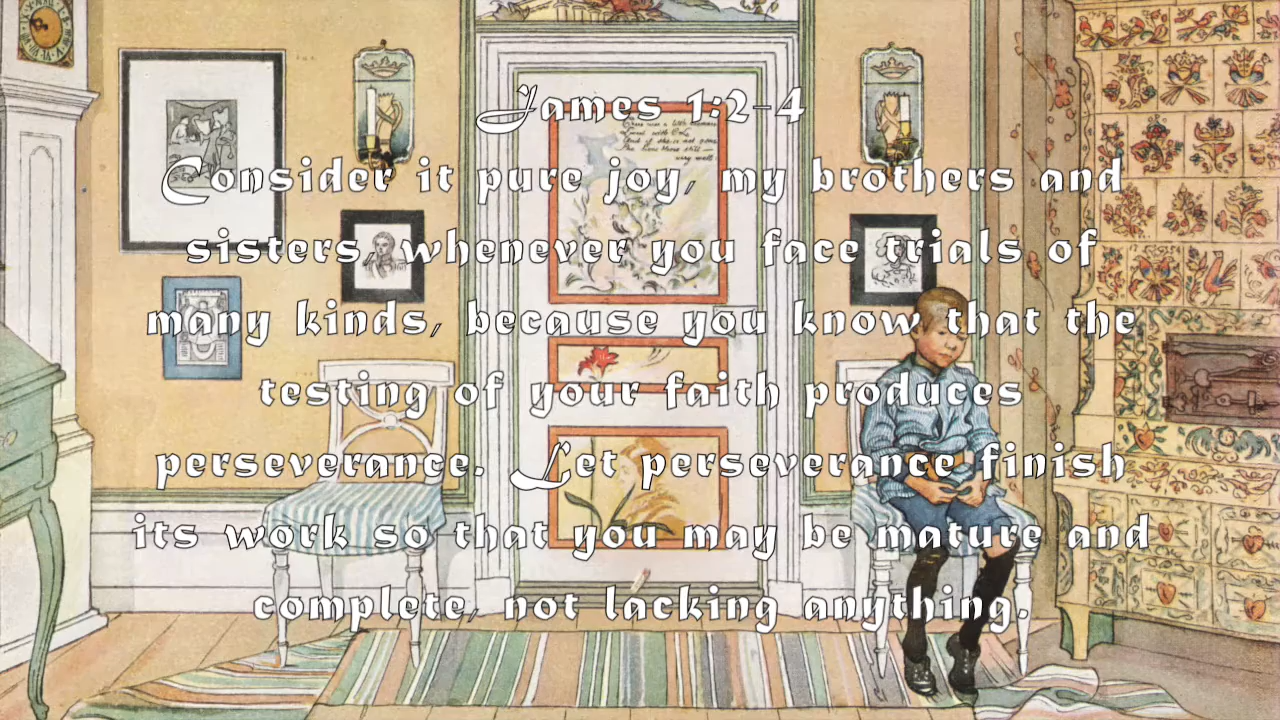 James 1:2-4
Consider it pure joy, my brothers and
sisters, whenever you face trials of
many kinds, because you know that the
testing of your faith produces
perseverance. Let perseverance finish
its work so that you may be mature and
complete, not lacking anything.
very well